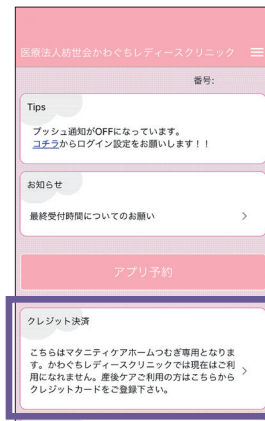 医療法人紡世会かわぐちレディースクリニック
番号:
Tips
プッシュ通知がOFFになっています。
コチラからログイン設定をお願いします！！
お知らせ
最終受付時間についてのお願い
アプリ予約
クレジット決済
こちらはマタニティケアホームつむぎ専用となりま
す。かわぐちレディースクリニックでは現在はご利
用になれません。産後ケアご利用の方はこちらから
クレジットカードをご登録下さい。